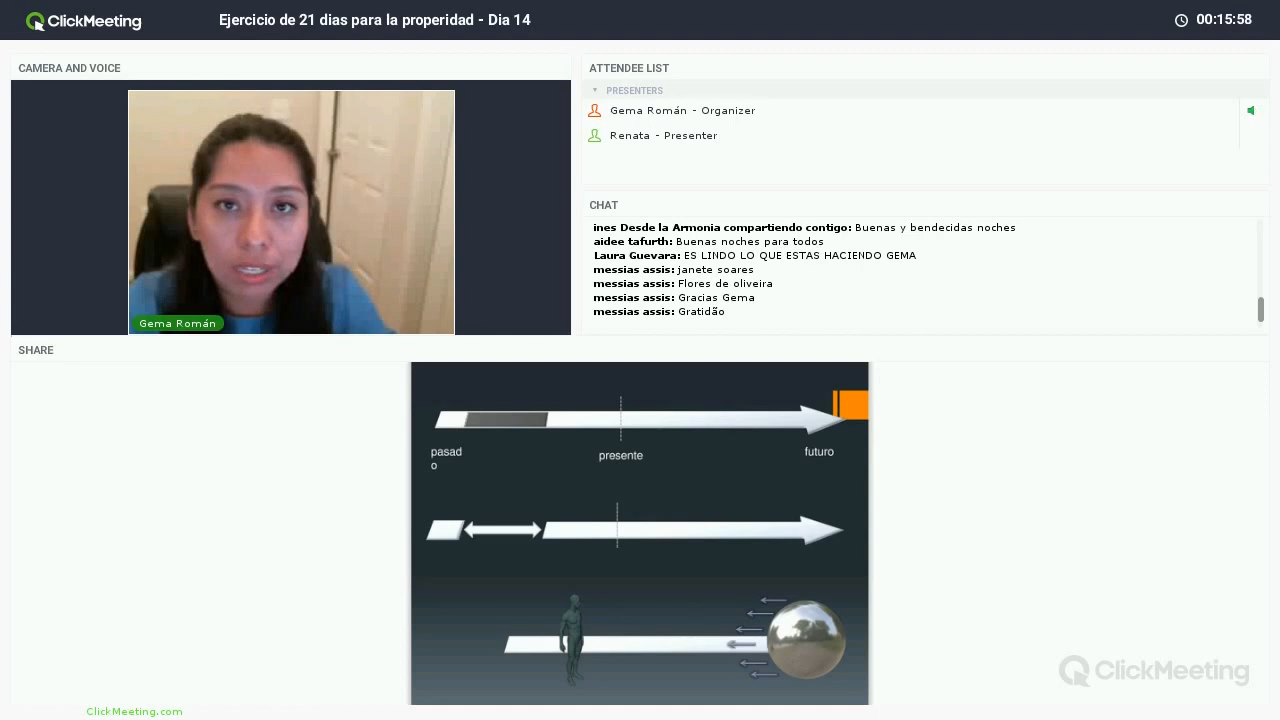 ClickMeeting
Ejercicio de 21 dias para la properidad - Dia 14
00:15:58
CAMERA AND VOICE
Gema Román
ATTENDEE LIST
PRESENTERS
Gema Román - Organizer
Renata - Presenter
CHAT
ines Desde la Armonia compartiendo contigo: Buenas y bendecidas noches
aidee tafurth: Buenas noches para todos
Laura Guevara: ES LINDO LO QUE ESTAS HACIENDO GEMA
messias assis: janete soares
messias assis: Flores de oliveira
messias assis: Gracias Gema
messias assis: Gratidão
SHARE
pasad
o
presente
futuro
ClickMeeting
ClickMeeting.com